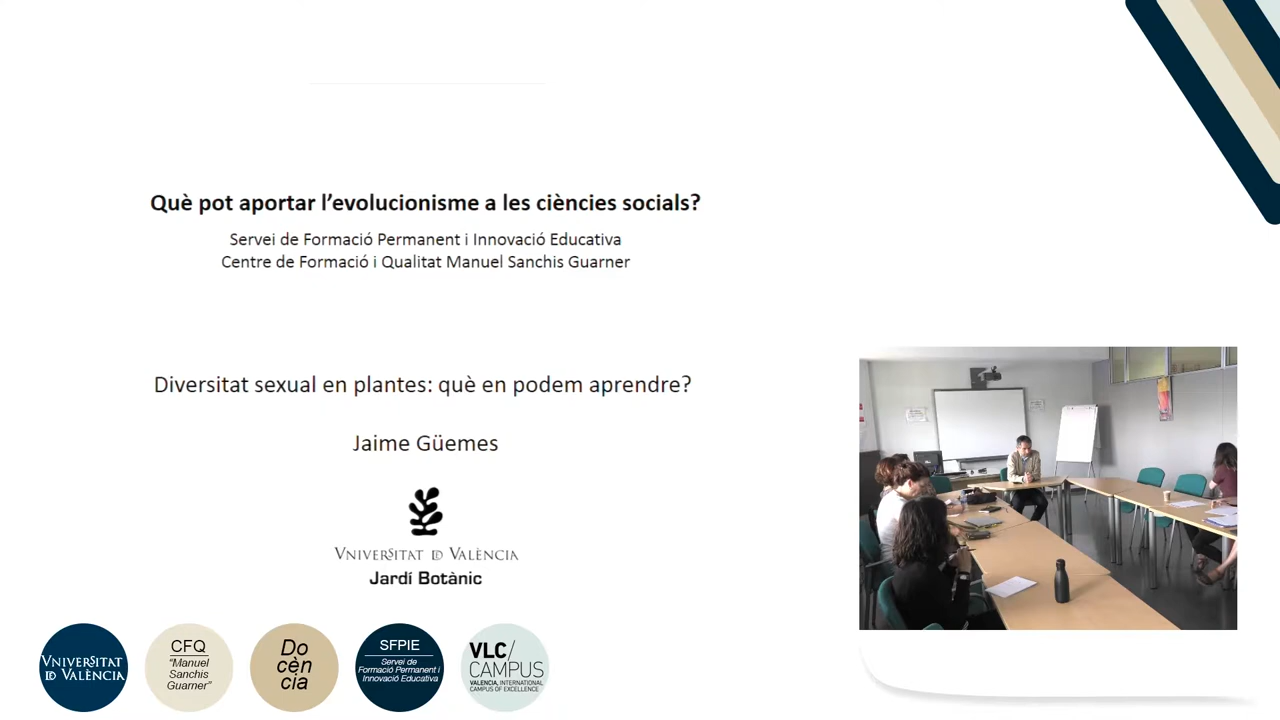 Què pot aportar l'evolucionisme a les ciències socials?
Servei de Formació Permanent i Innovació Educativa
Centre de Formació i Qualitat Manuel Sanchis Guarner
Diversitat sexual en plantes: què en podem aprendre?
Jaime Güemes
VNIVERSITAT DE VALÈNCIA
Jardí Botànic
VNIVERSITAT
DE VALÈNCIA
CFQ
"Manuel
Sanchis
Guarner"
Do
cèn
cia
SFPIE
Servei de
Formació Permanent i
Innovació Educativa
VLC/
CAMPUS
VALENCIA, INTERNATIONAL
CAMPUS OF EXCELLENCE